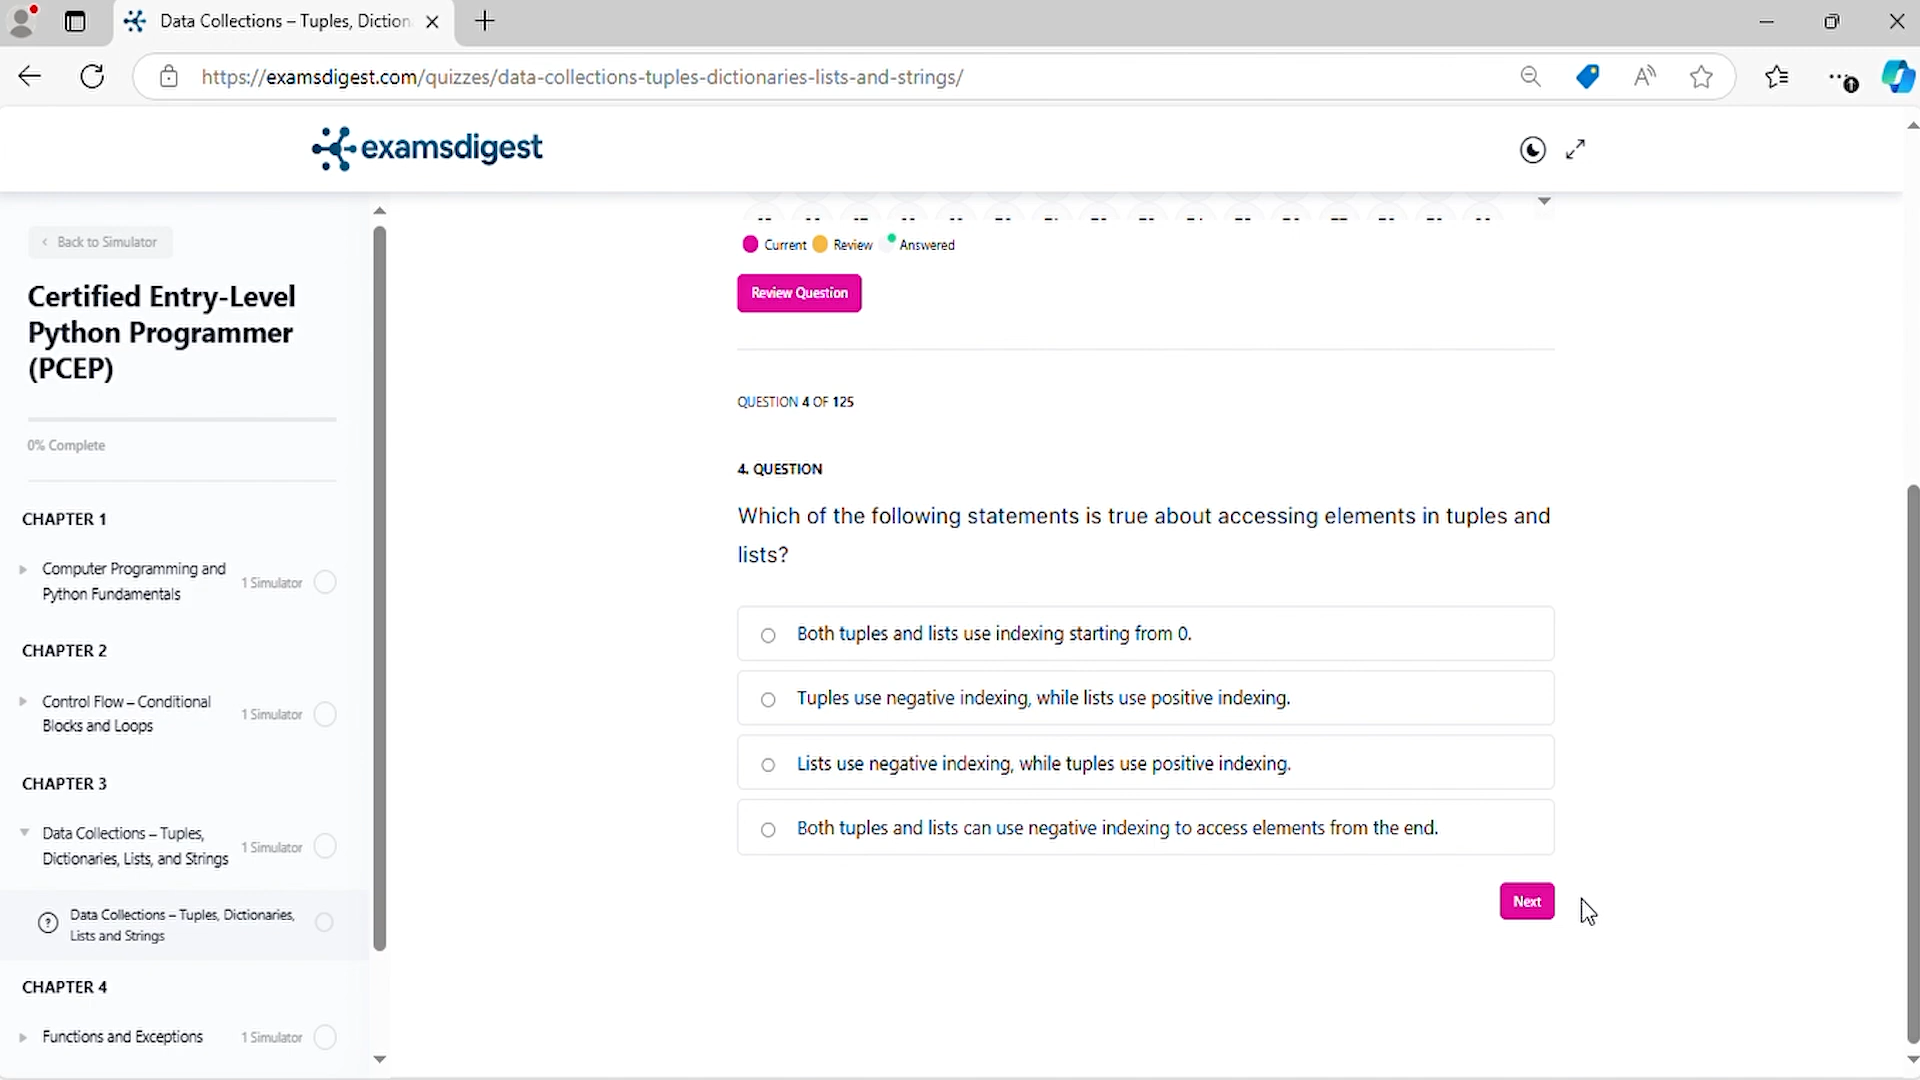 Data Collections – Tuples, Diction
https://examsdigest.com/quizzes/data-collections-tuples-dictionaries-lists-and-strings/
examsdigest
Back to Simulator
Certified Entry-Level
Python Programmer
(PCEP)
0% Complete
CHAPTER 1
Computer Programming and
Python Fundamentals
1 Simulator
CHAPTER 2
Control Flow – Conditional
Blocks and Loops
1 Simulator
CHAPTER 3
Data Collections – Tuples,
Dictionaries, Lists, and Strings
1 Simulator
Data Collections – Tuples, Dictionaries,
Lists and Strings
CHAPTER 4
Functions and Exceptions
1 Simulator
Current Review Answered
Review Question
QUESTION 4 OF 125
4. QUESTION
Which of the following statements is true about accessing elements in tuples and
lists?
Both tuples and lists use indexing starting from 0.
Tuples use negative indexing, while lists use positive indexing.
Lists use negative indexing, while tuples use positive indexing.
Both tuples and lists can use negative indexing to access elements from the end.
Next